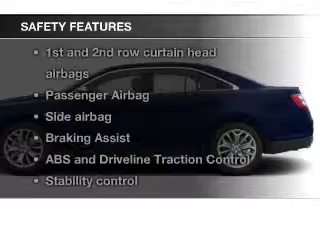 SAFETY FEATURES
• 1st and 2nd row curtain head
airbags
• Passenger Airbag
• Side airbag
• Braking Assist
• ABS and Driveline Traction Control
• Stability control